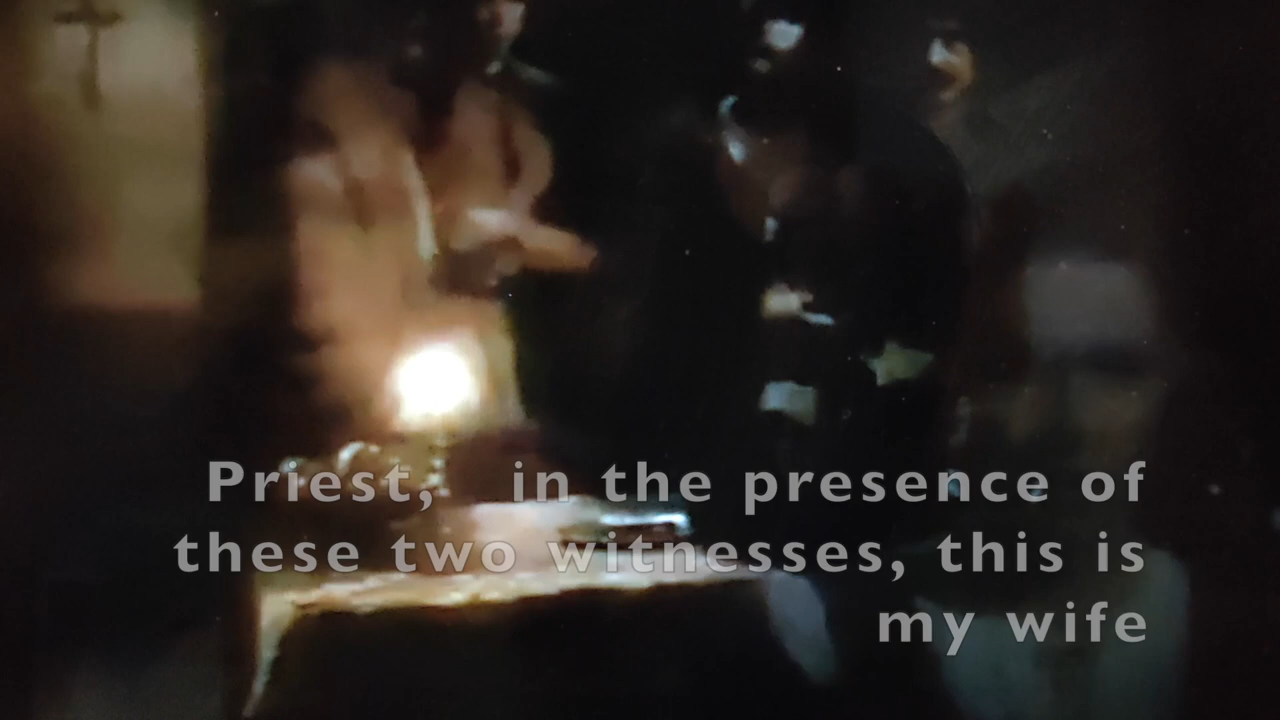 Priest, in the presence of
these two witnesses, this is
my wife